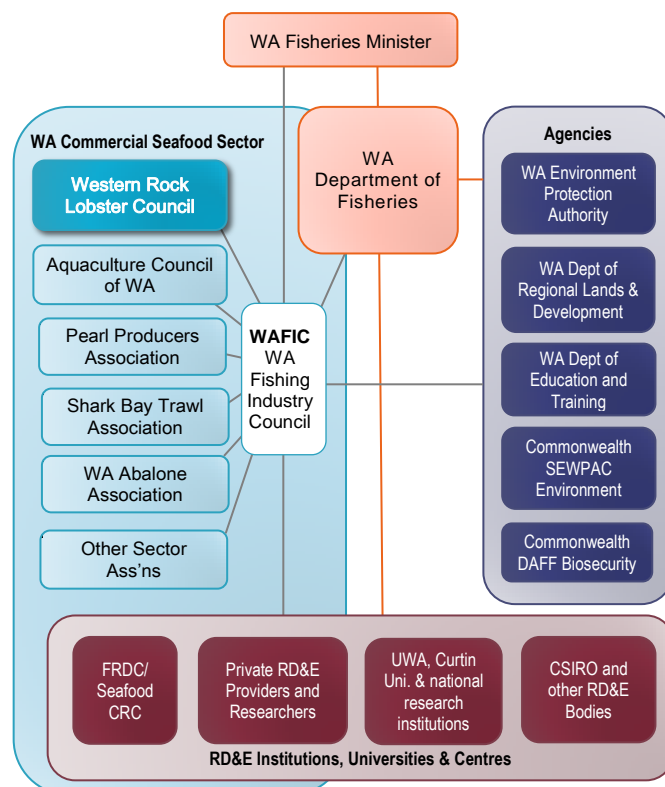 WA Fisheries Minister
WA Commercial Seafood Sector
Western Rock
Lobster Council
Aquaculture Council
of WA
Pearl Producers
Association
Shark Bay Trawl
Association
WA Abalone
Association
Other Sector
Ass'ns
WA
Department of
Fisheries
WAFIC
WA
Fishing
Industry
Council
Agencies
WA Environment
Protection
Authority
WA Dept of
Regional Lands &
Development
WA Dept of
Education and
Training
Commonwealth
SEWPAC
Environment
Commonwealth
DAFF Biosecurity
FRDC/
Seafood
CRC
Private RD&E
Providers and
Researchers
UWA, Curtin
Uni. & national
research
institutions
CSIRO and
other RD&E
Bodies
RD&E Institutions, Universities & Centres